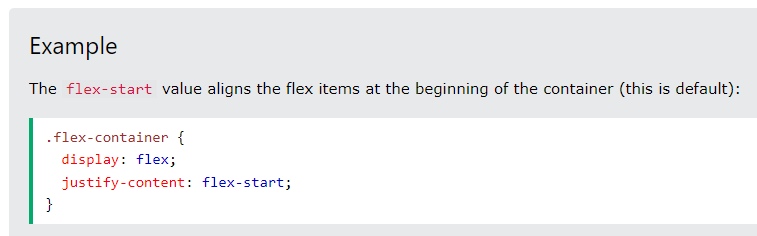 Example
The flex-start value aligns the flex items at the beginning of the container (this is default):
.flex-container {
  display: flex;
  justify-content: flex-start;
}